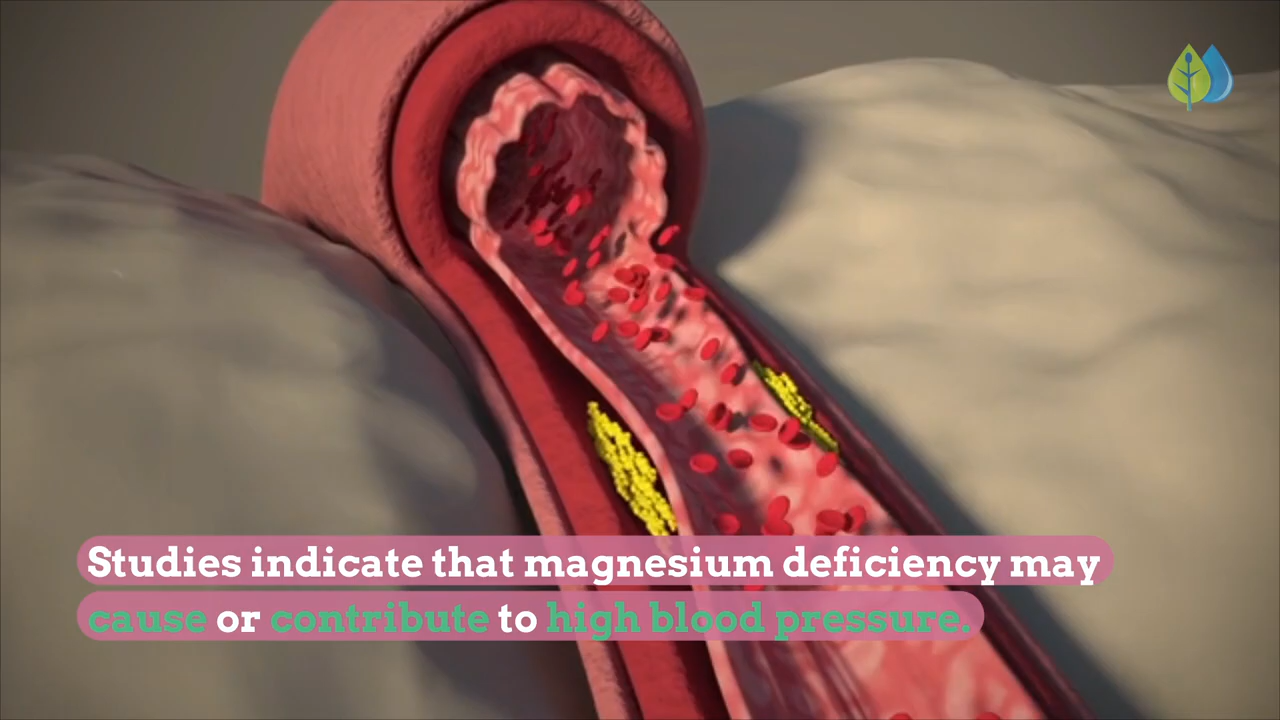 Studies indicate that magnesium deficiency may
cause or contribute to high blood pressure.